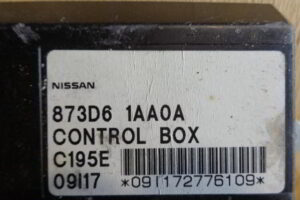 NISSAN
873D6 1AA0A
CONTROL BOX
C195E
09I17 *09I172776109*